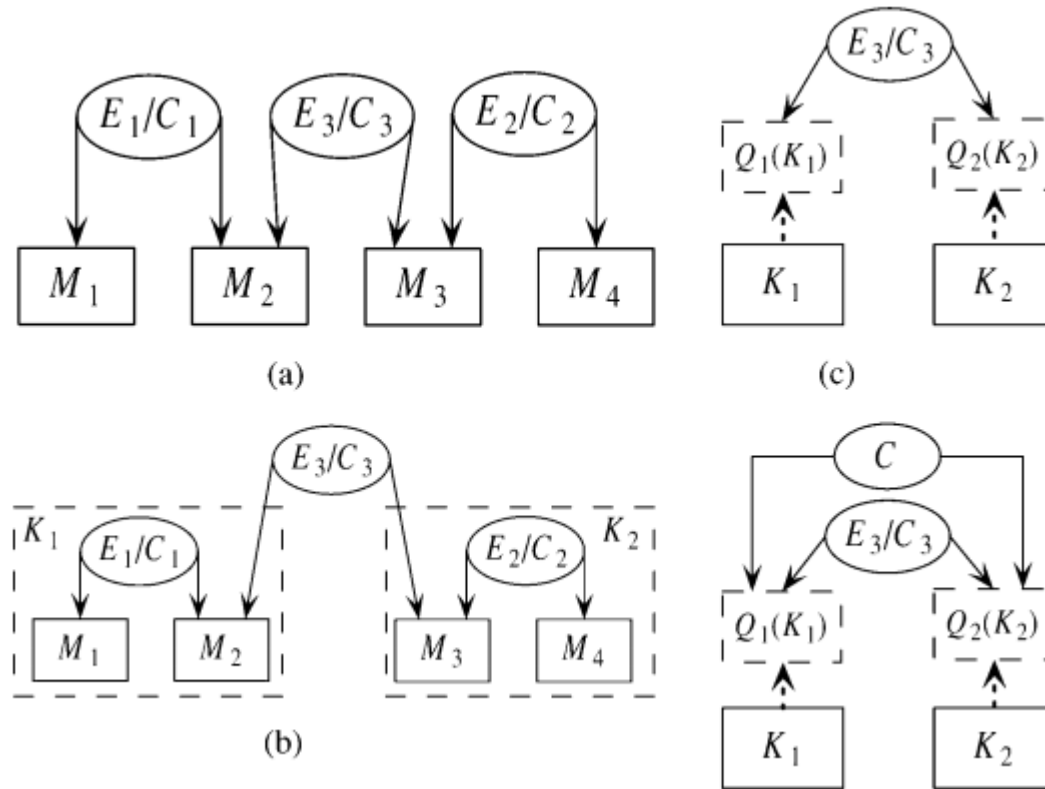 E₁/C₁ E₃/C₃ E₂/C₂
M₁ M₂ M₃ M₄
(a)
E₃/C₃
K₁ E₁/C₁ E₂/C₂ K₂
M₁ M₂ M₃ M₄
(b)
E₃/C₃
Q₁(K₁) Q₂(K₂)
K₁ K₂
(c)
C
E₃/C₃
Q₁(K₁) Q₂(K₂)
K₁ K₂